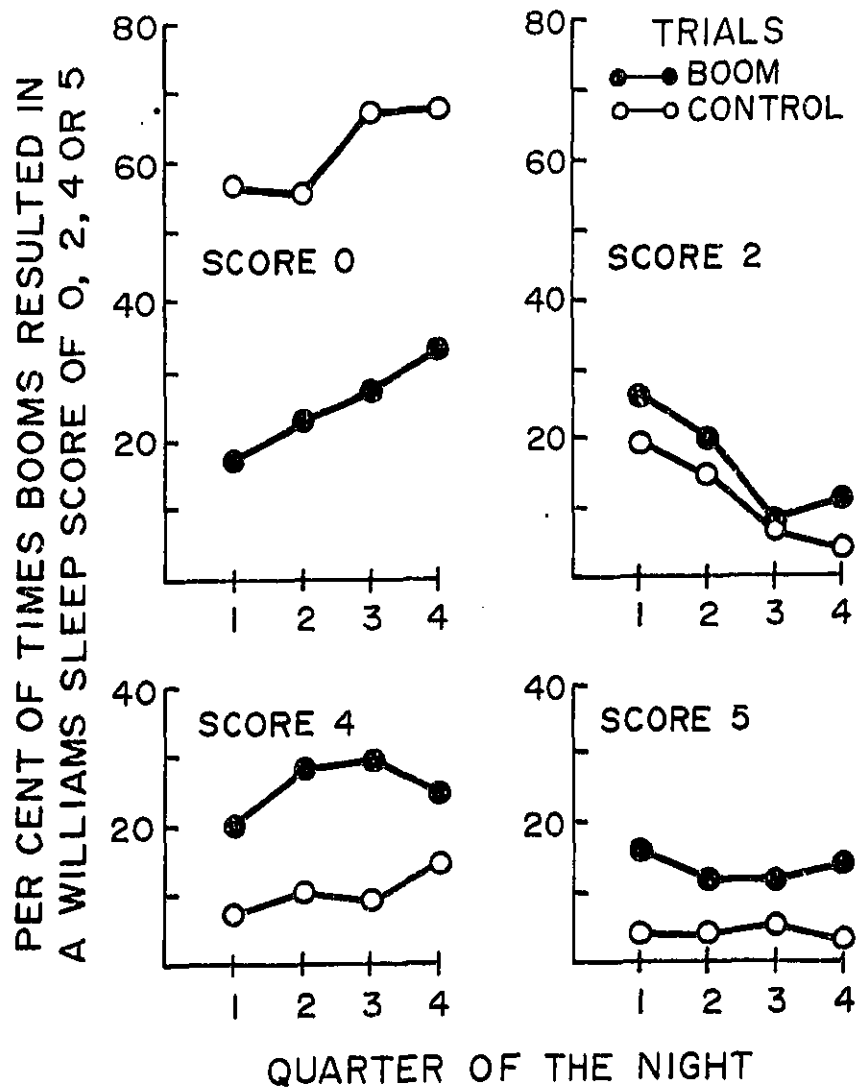 PER CENT OF TIMES BOOMS RESULTED IN
A WILLIAMS SLEEP SCORE OF 0, 2, 4 OR 5
80
60
40
20
SCORE 0
1 2 3 4
80
60
40
20
TRIALS
BOOM
CONTROL
SCORE 2
1 2 3 4
40
20
SCORE 4
1 2 3 4
40
20
SCORE 5
1 2 3 4
QUARTER OF THE NIGHT